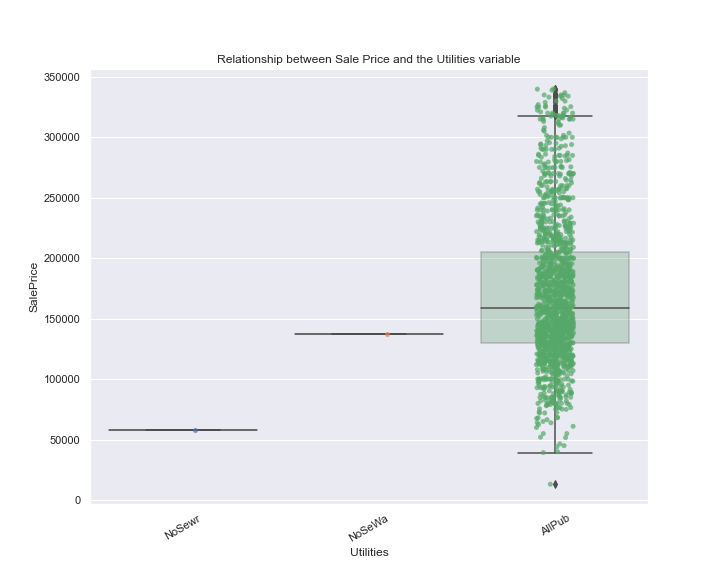 Relationship between Sale Price and the Utilities variable
350000
300000
250000
200000
150000
100000
50000
0
SalePrice
NoSewr
NoSeWa
AllPub
Utilities